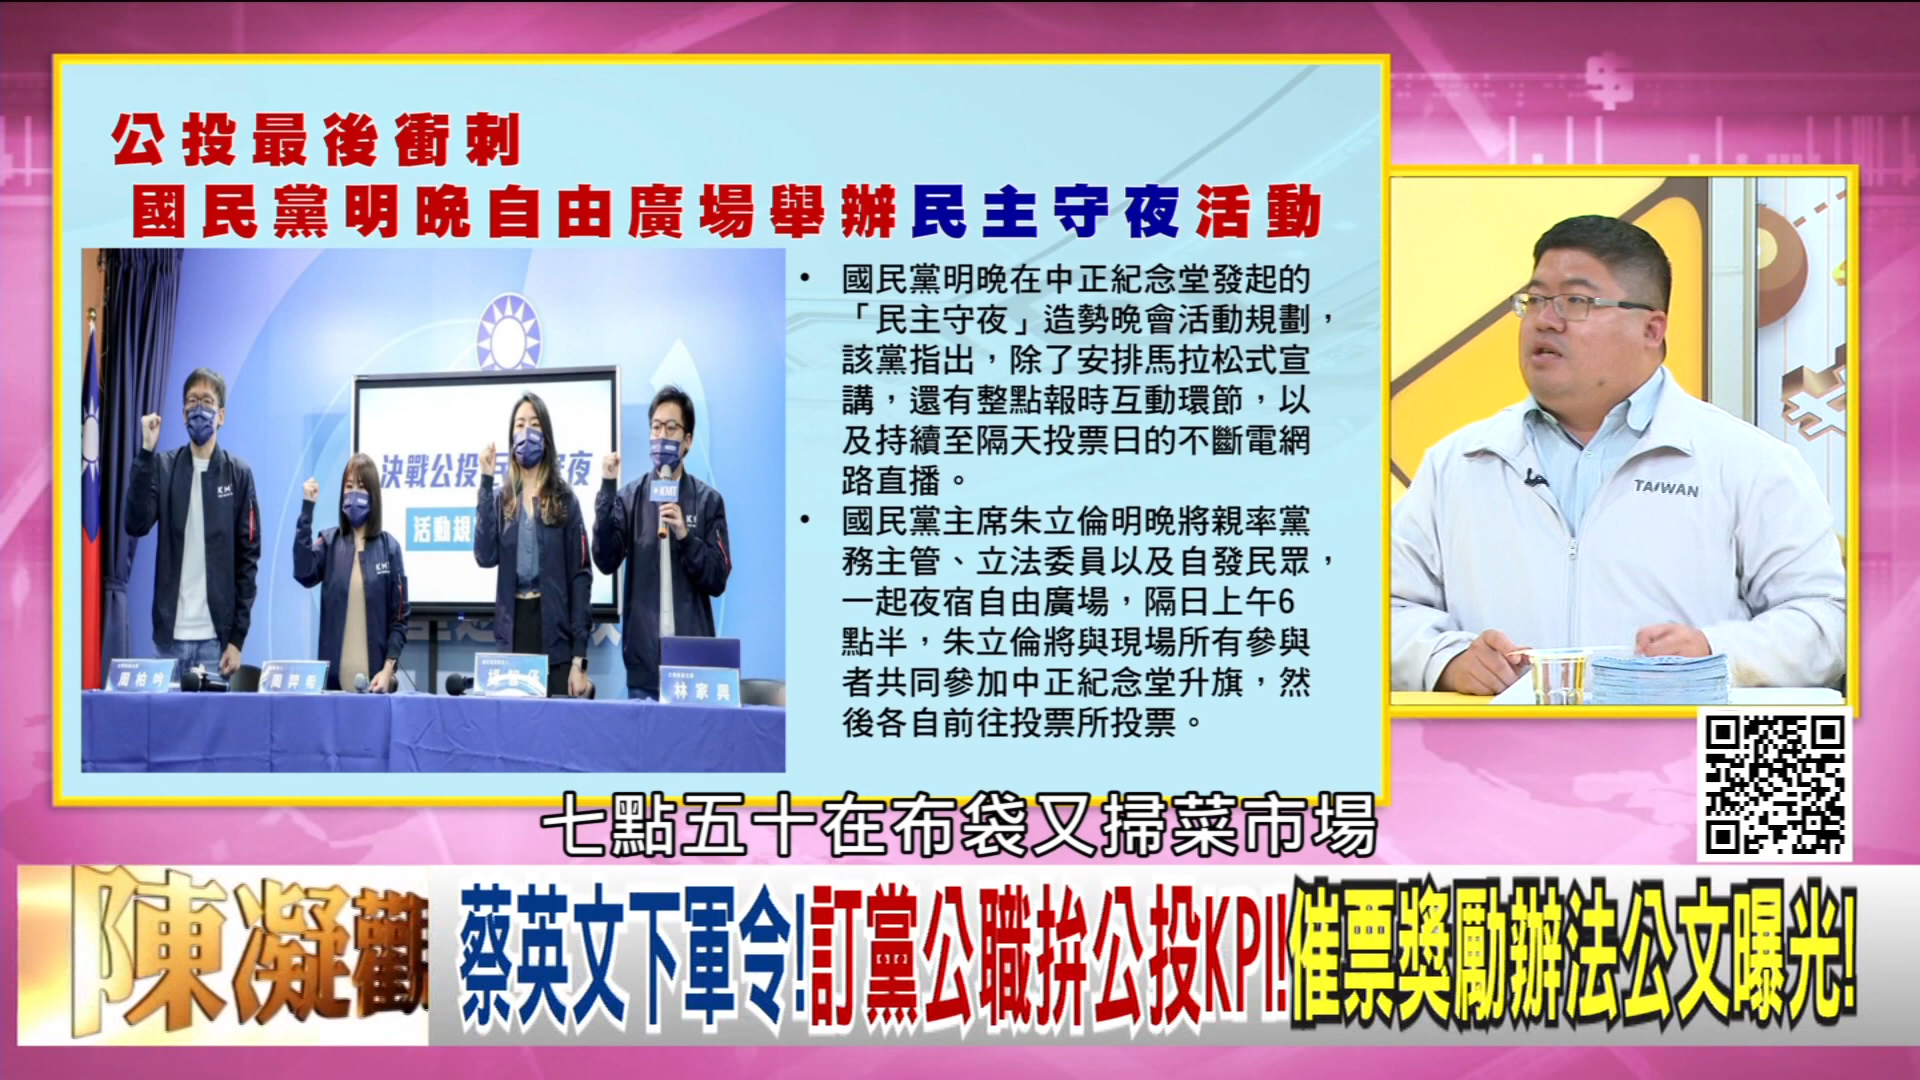 公投最後衝刺
國民黨明晚自由廣場舉辦民主守夜活動
• 國民黨明晚在中正紀念堂發起的
「民主守夜」造勢晚會活動規劃，
該黨指出，除了安排馬拉松式宣
講，還有整點報時互動環節，以
及持續至隔天投票日的不斷電網
路直播。
• 國民黨主席朱立倫明晚將親率黨
務主管、立法委員以及自發民眾，
一起夜宿自由廣場，隔日上午6
點半，朱立倫將與現場所有參與
者共同參加中正紀念堂升旗，然
後各自前往投票所投票。
決戰公投
活動規
KMT
周柏吟
周羿希
林家興
TAIWAN
七點五十在布袋又掃菜市場
陳凝觀
蔡英文下軍令!訂黨公職拚公投KPI!催票獎勵辦法公文曝光!